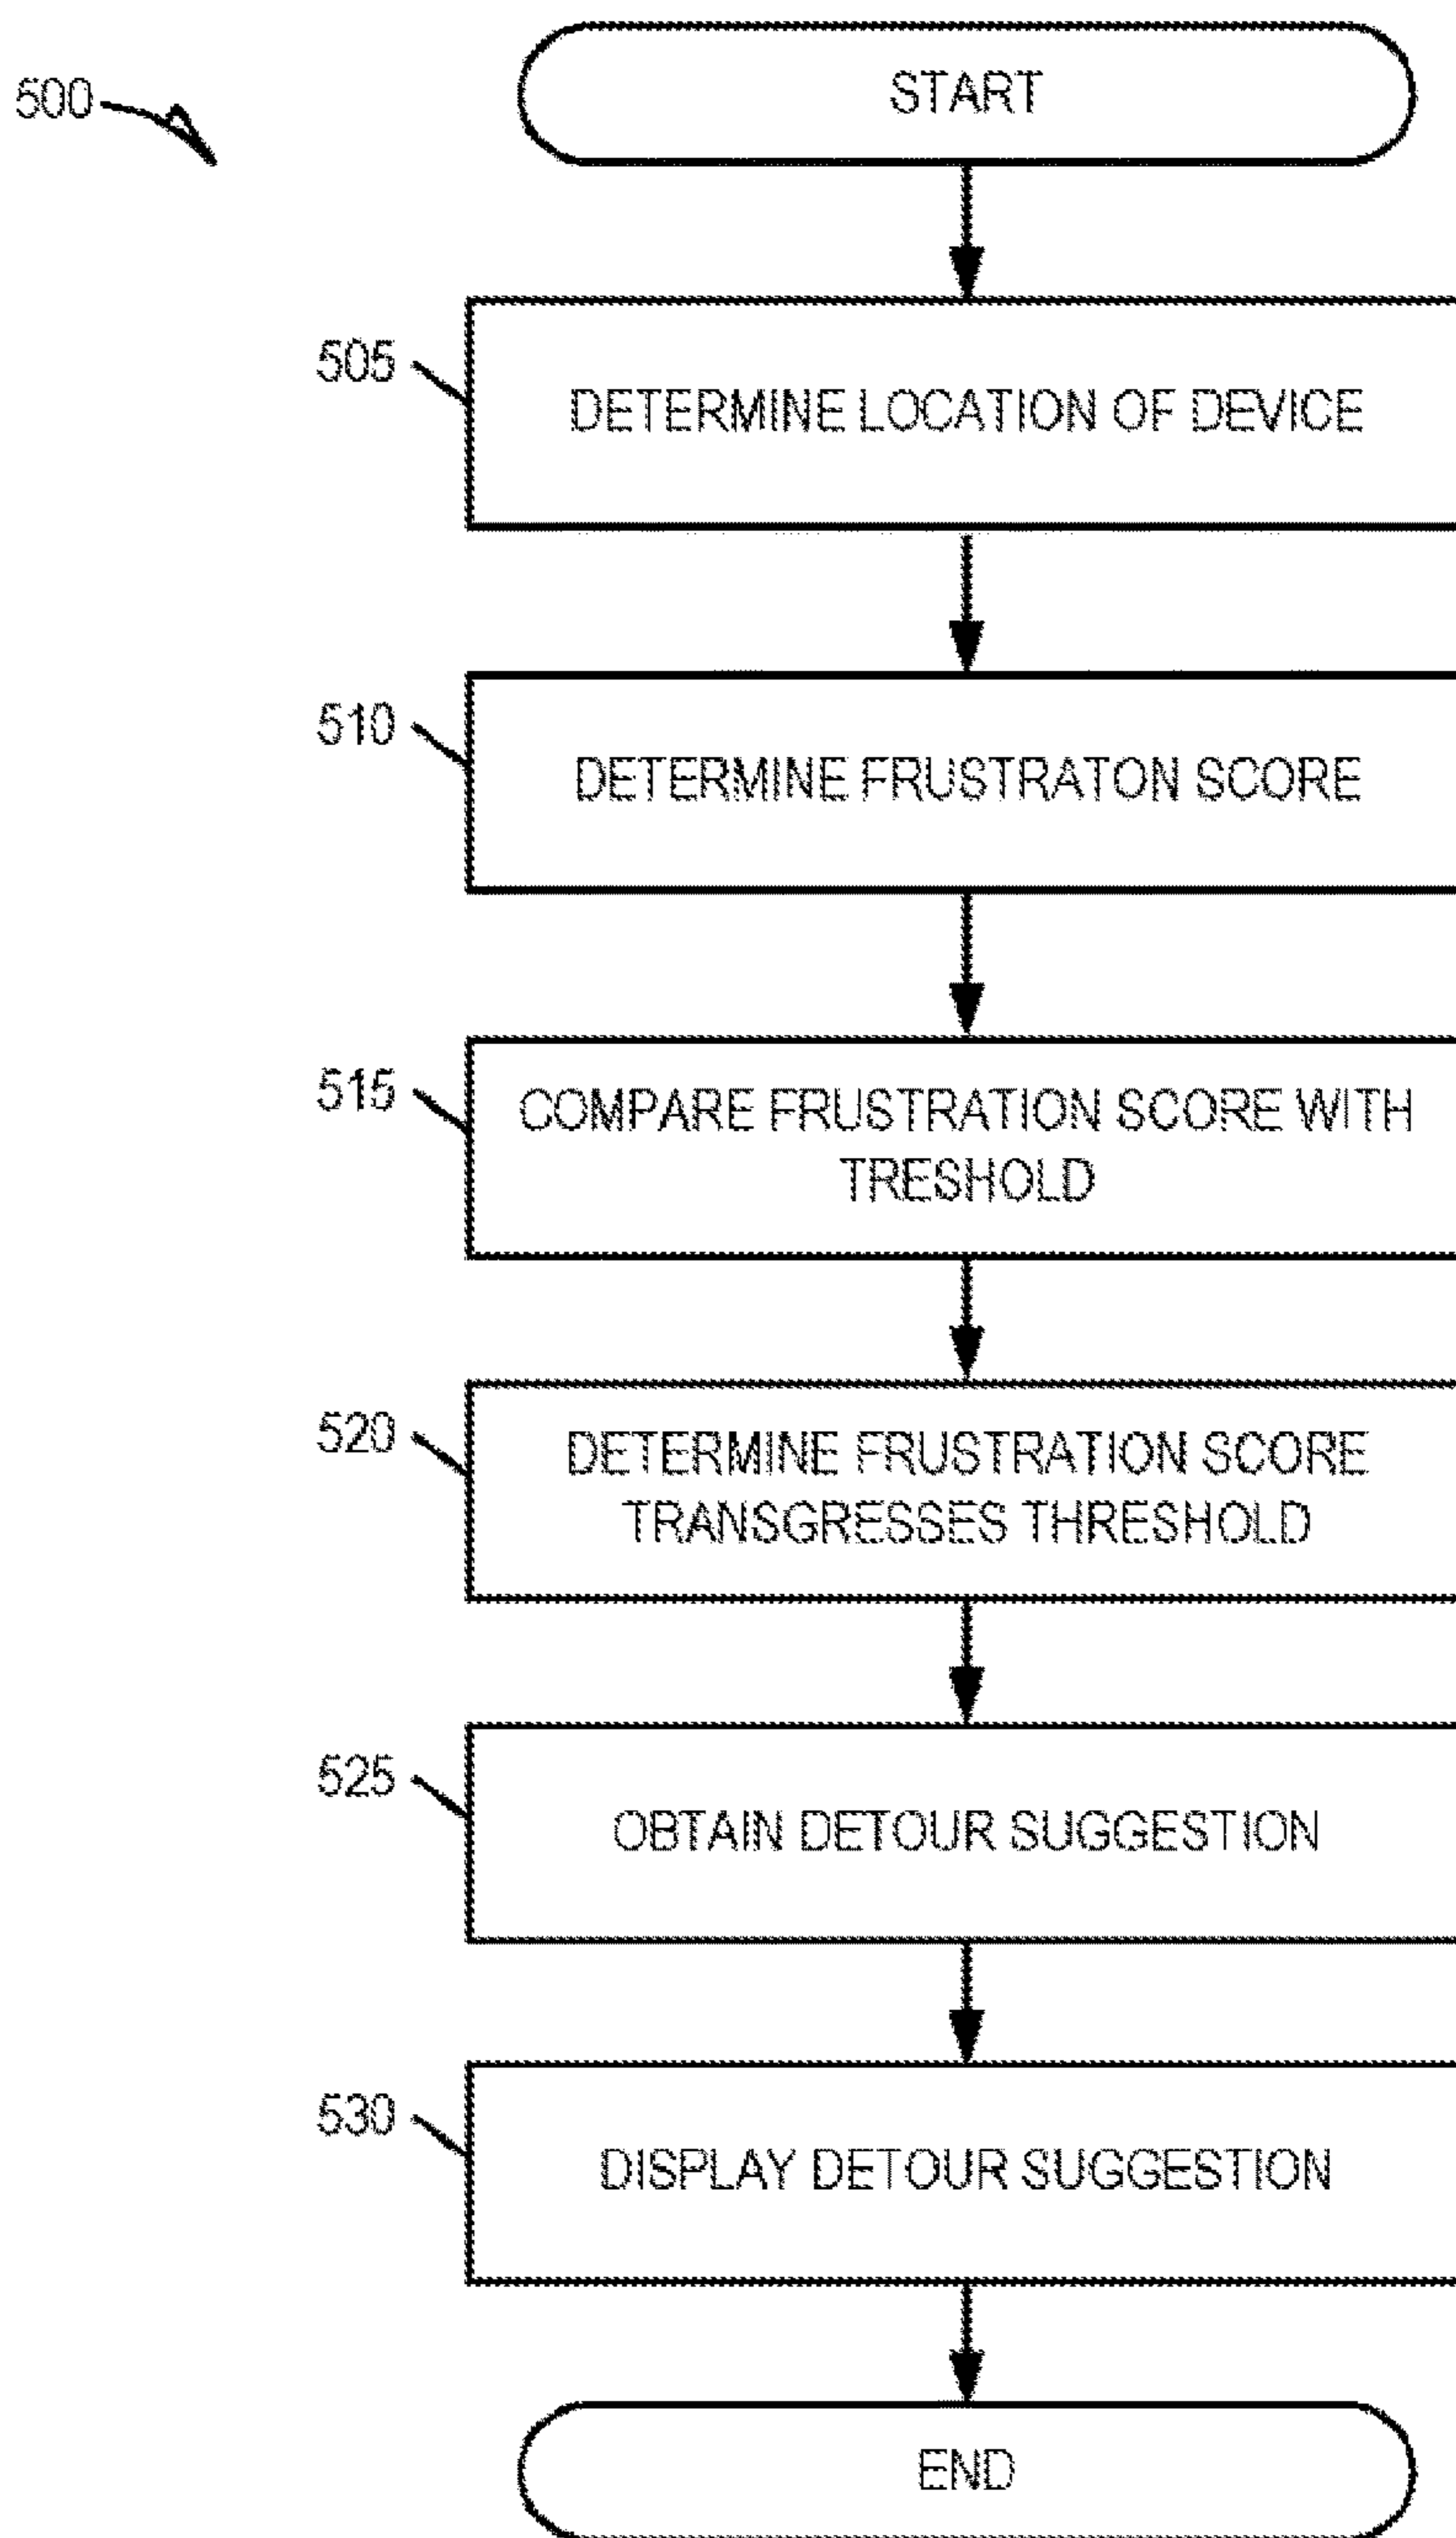 500
START
505
DETERMINE LOCATION OF DEVICE
510
DETERMINE FRUSTRATON SCORE
515
COMPARE FRUSTRATION SCORE WITH
TRESHOLD
520
DETERMINE FRUSTRATION SCORE
TRANSGRESSES THRESHOLD
525
OBTAIN DETOUR SUGGESTION
530
DISPLAY DETOUR SUGGESTION
END